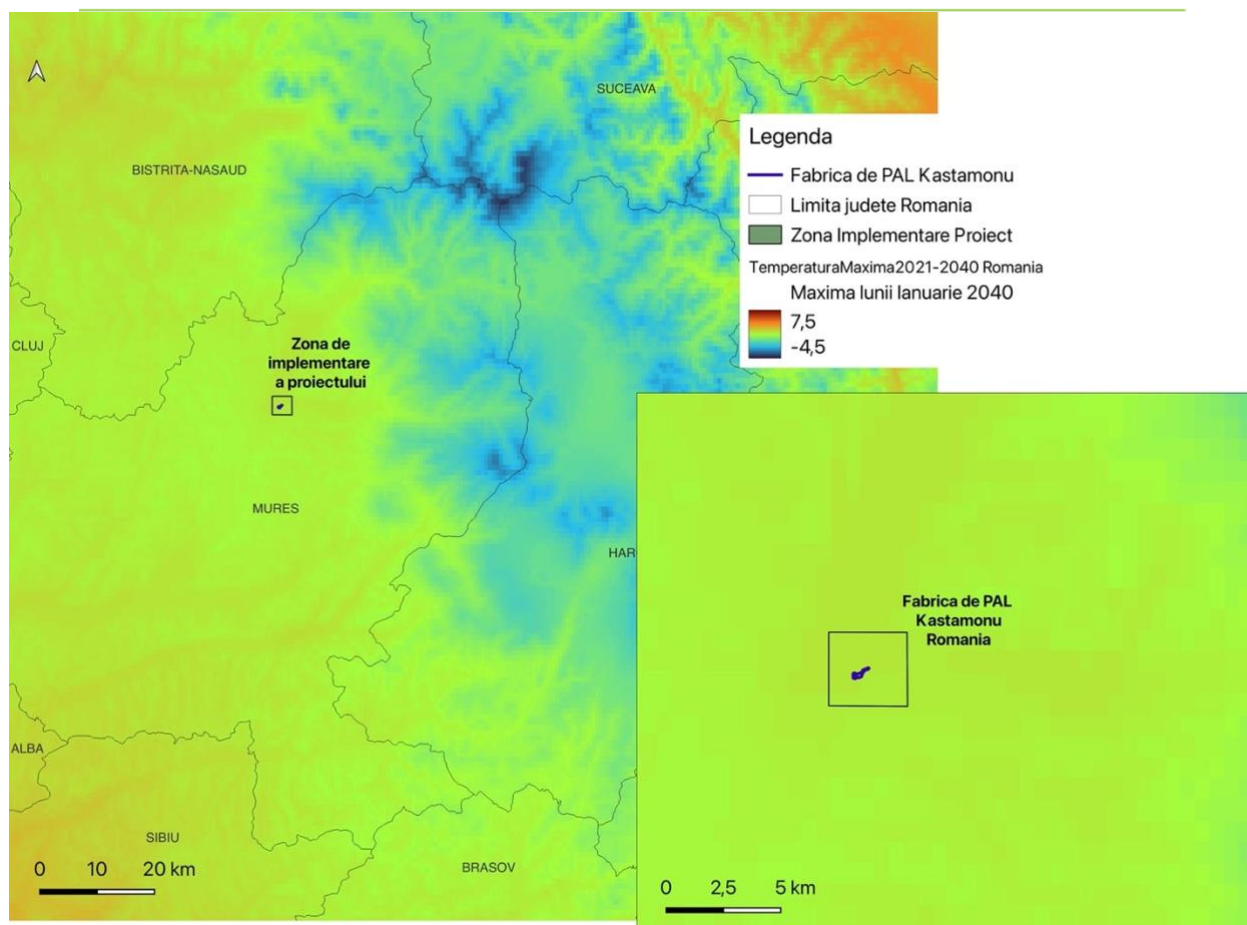 SUCEAVA
BISTRITA-NASAUD
Legenda
Fabrica de PAL Kastamonu
Limita judete Romania
Zona Implementare Proiect
TemperaturaMaxima2021-2040 Romania
Maxima lunii Ianuarie 2040
7,5
-4,5
CLUJ
Zona de
implementare
a proiectului
MURES
HAR
Fabrica de PAL
Kastamonu
Romania
ALBA
SIBIU
BRASOV
0 10 20 km
0 2,5 5 km